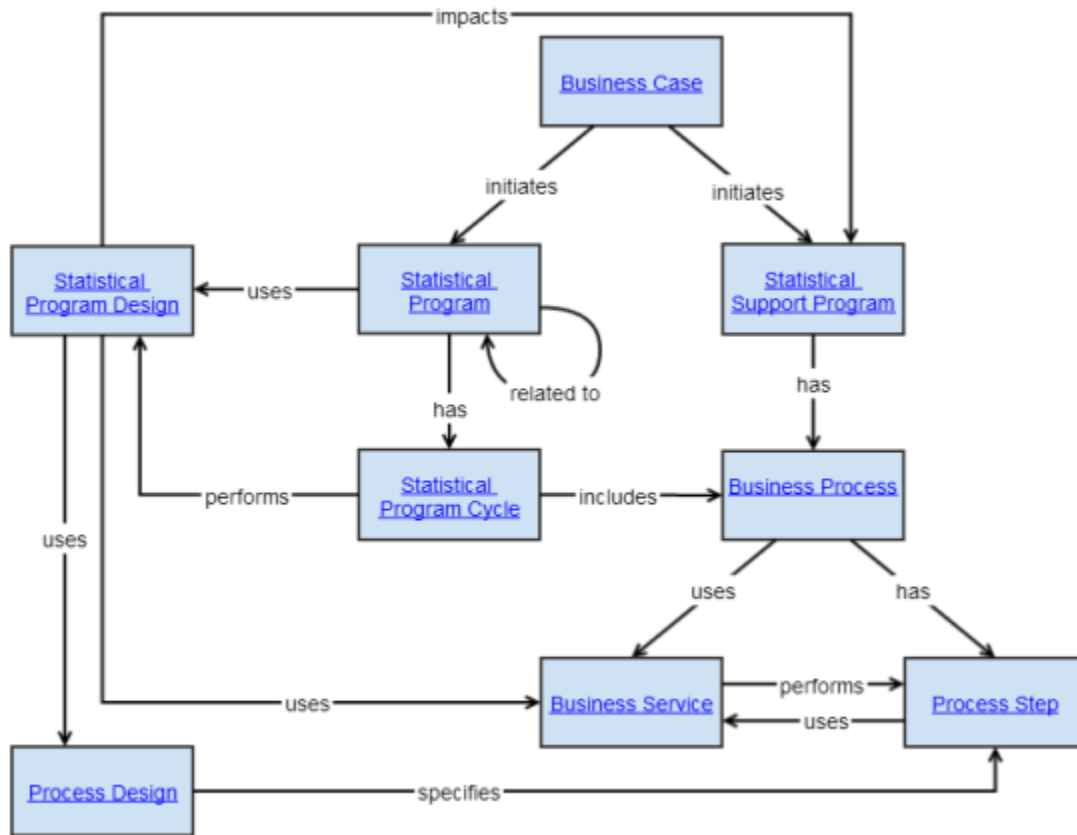 impacts
Business Case
initiates
initiates
Statistical
Program Design
uses
Statistical
Program
Statistical
Support Program
related to
has
has
performs
Statistical
Program Cycle
includes
Business Process
uses
uses
has
uses
Business Service
performs
uses
Process Step
Process Design
specifies